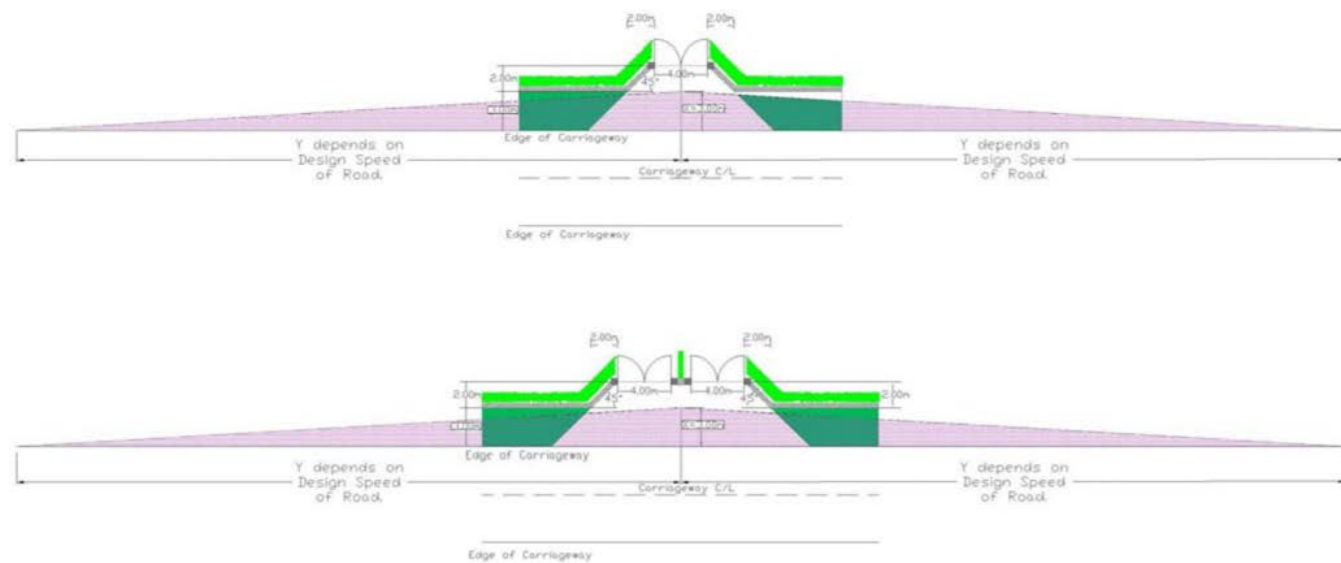 2.00m 2.00m
4.00m
2.00m
45°
Edge of Carriageway
Y depends on
Design Speed
of Road.
Y depends on
Design Speed
of Road.
Carriageway C/L
Edge of Carriageway
2.00m 2.00m
4.00m 4.00m
2.00m 45° 45° 2.00m
Edge of Carriageway
Y depends on
Design Speed
of Road.
Y depends on
Design Speed
of Road.
Carriageway C/L
Edge of Carriageway